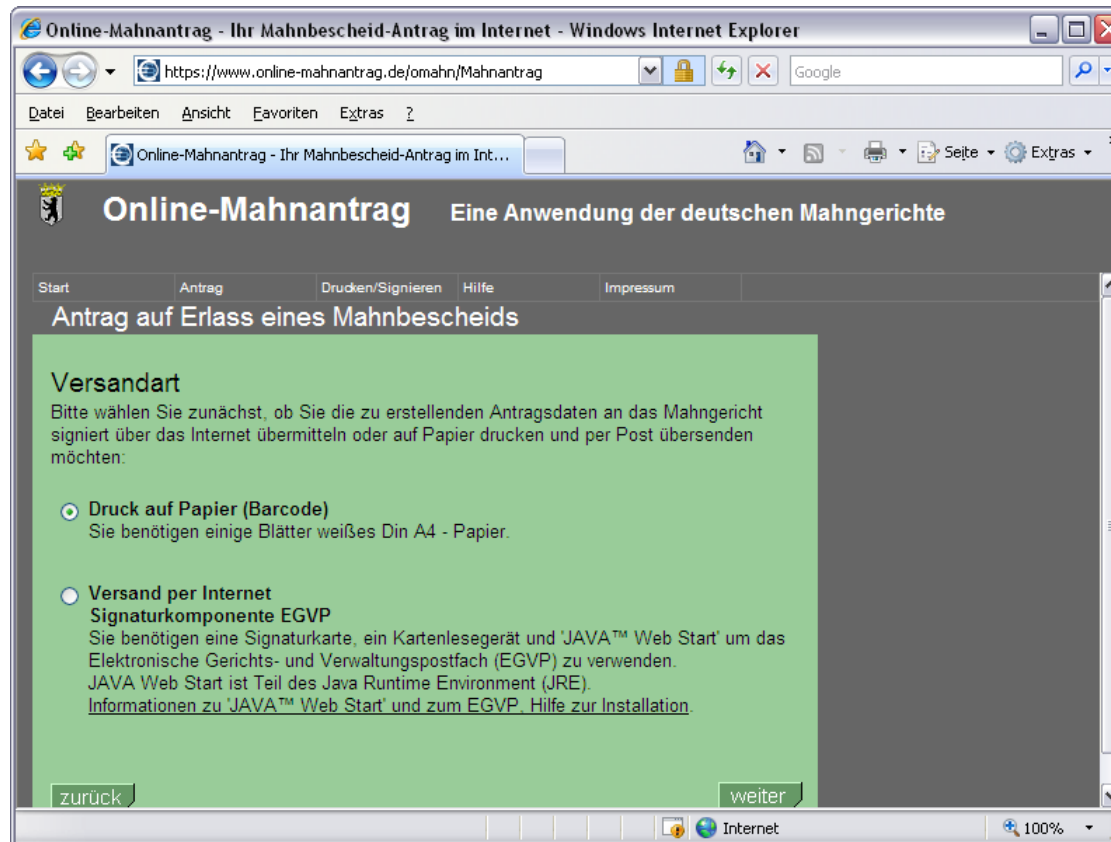 Online-Mahnantrag - Ihr Mahnbescheid-Antrag im Internet - Windows Internet Explorer
https://www.online-mahnantrag.de/omahn/Mahnantrag
Google
Datei Bearbeiten Ansicht Favoriten Extras ?
Online-Mahnantrag - Ihr Mahnbescheid-Antrag im Int...
Seite Extras
Online-Mahnantrag Eine Anwendung der deutschen Mahngerichte
Start Antrag Drucken/Signieren Hilfe Impressum
Antrag auf Erlass eines Mahnbescheids
Versandart
Bitte wählen Sie zunächst, ob Sie die zu erstellenden Antragsdaten an das Mahngericht
signiert über das Internet übermitteln oder auf Papier drucken und per Post übersenden
möchten:
Druck auf Papier (Barcode)
Sie benötigen einige Blätter weißes Din A4 - Papier.
Versand per Internet
Signaturkomponente EGVP
Sie benötigen eine Signaturkarte, ein Kartenlesegerät und 'JAVA™ Web Start' um das
Elektronische Gerichts- und Verwaltungspostfach (EGVP) zu verwenden.
JAVA Web Start ist Teil des Java Runtime Environment (JRE).
Informationen zu 'JAVA™ Web Start' und zum EGVP, Hilfe zur Installation.
zurück weiter
Internet 100%